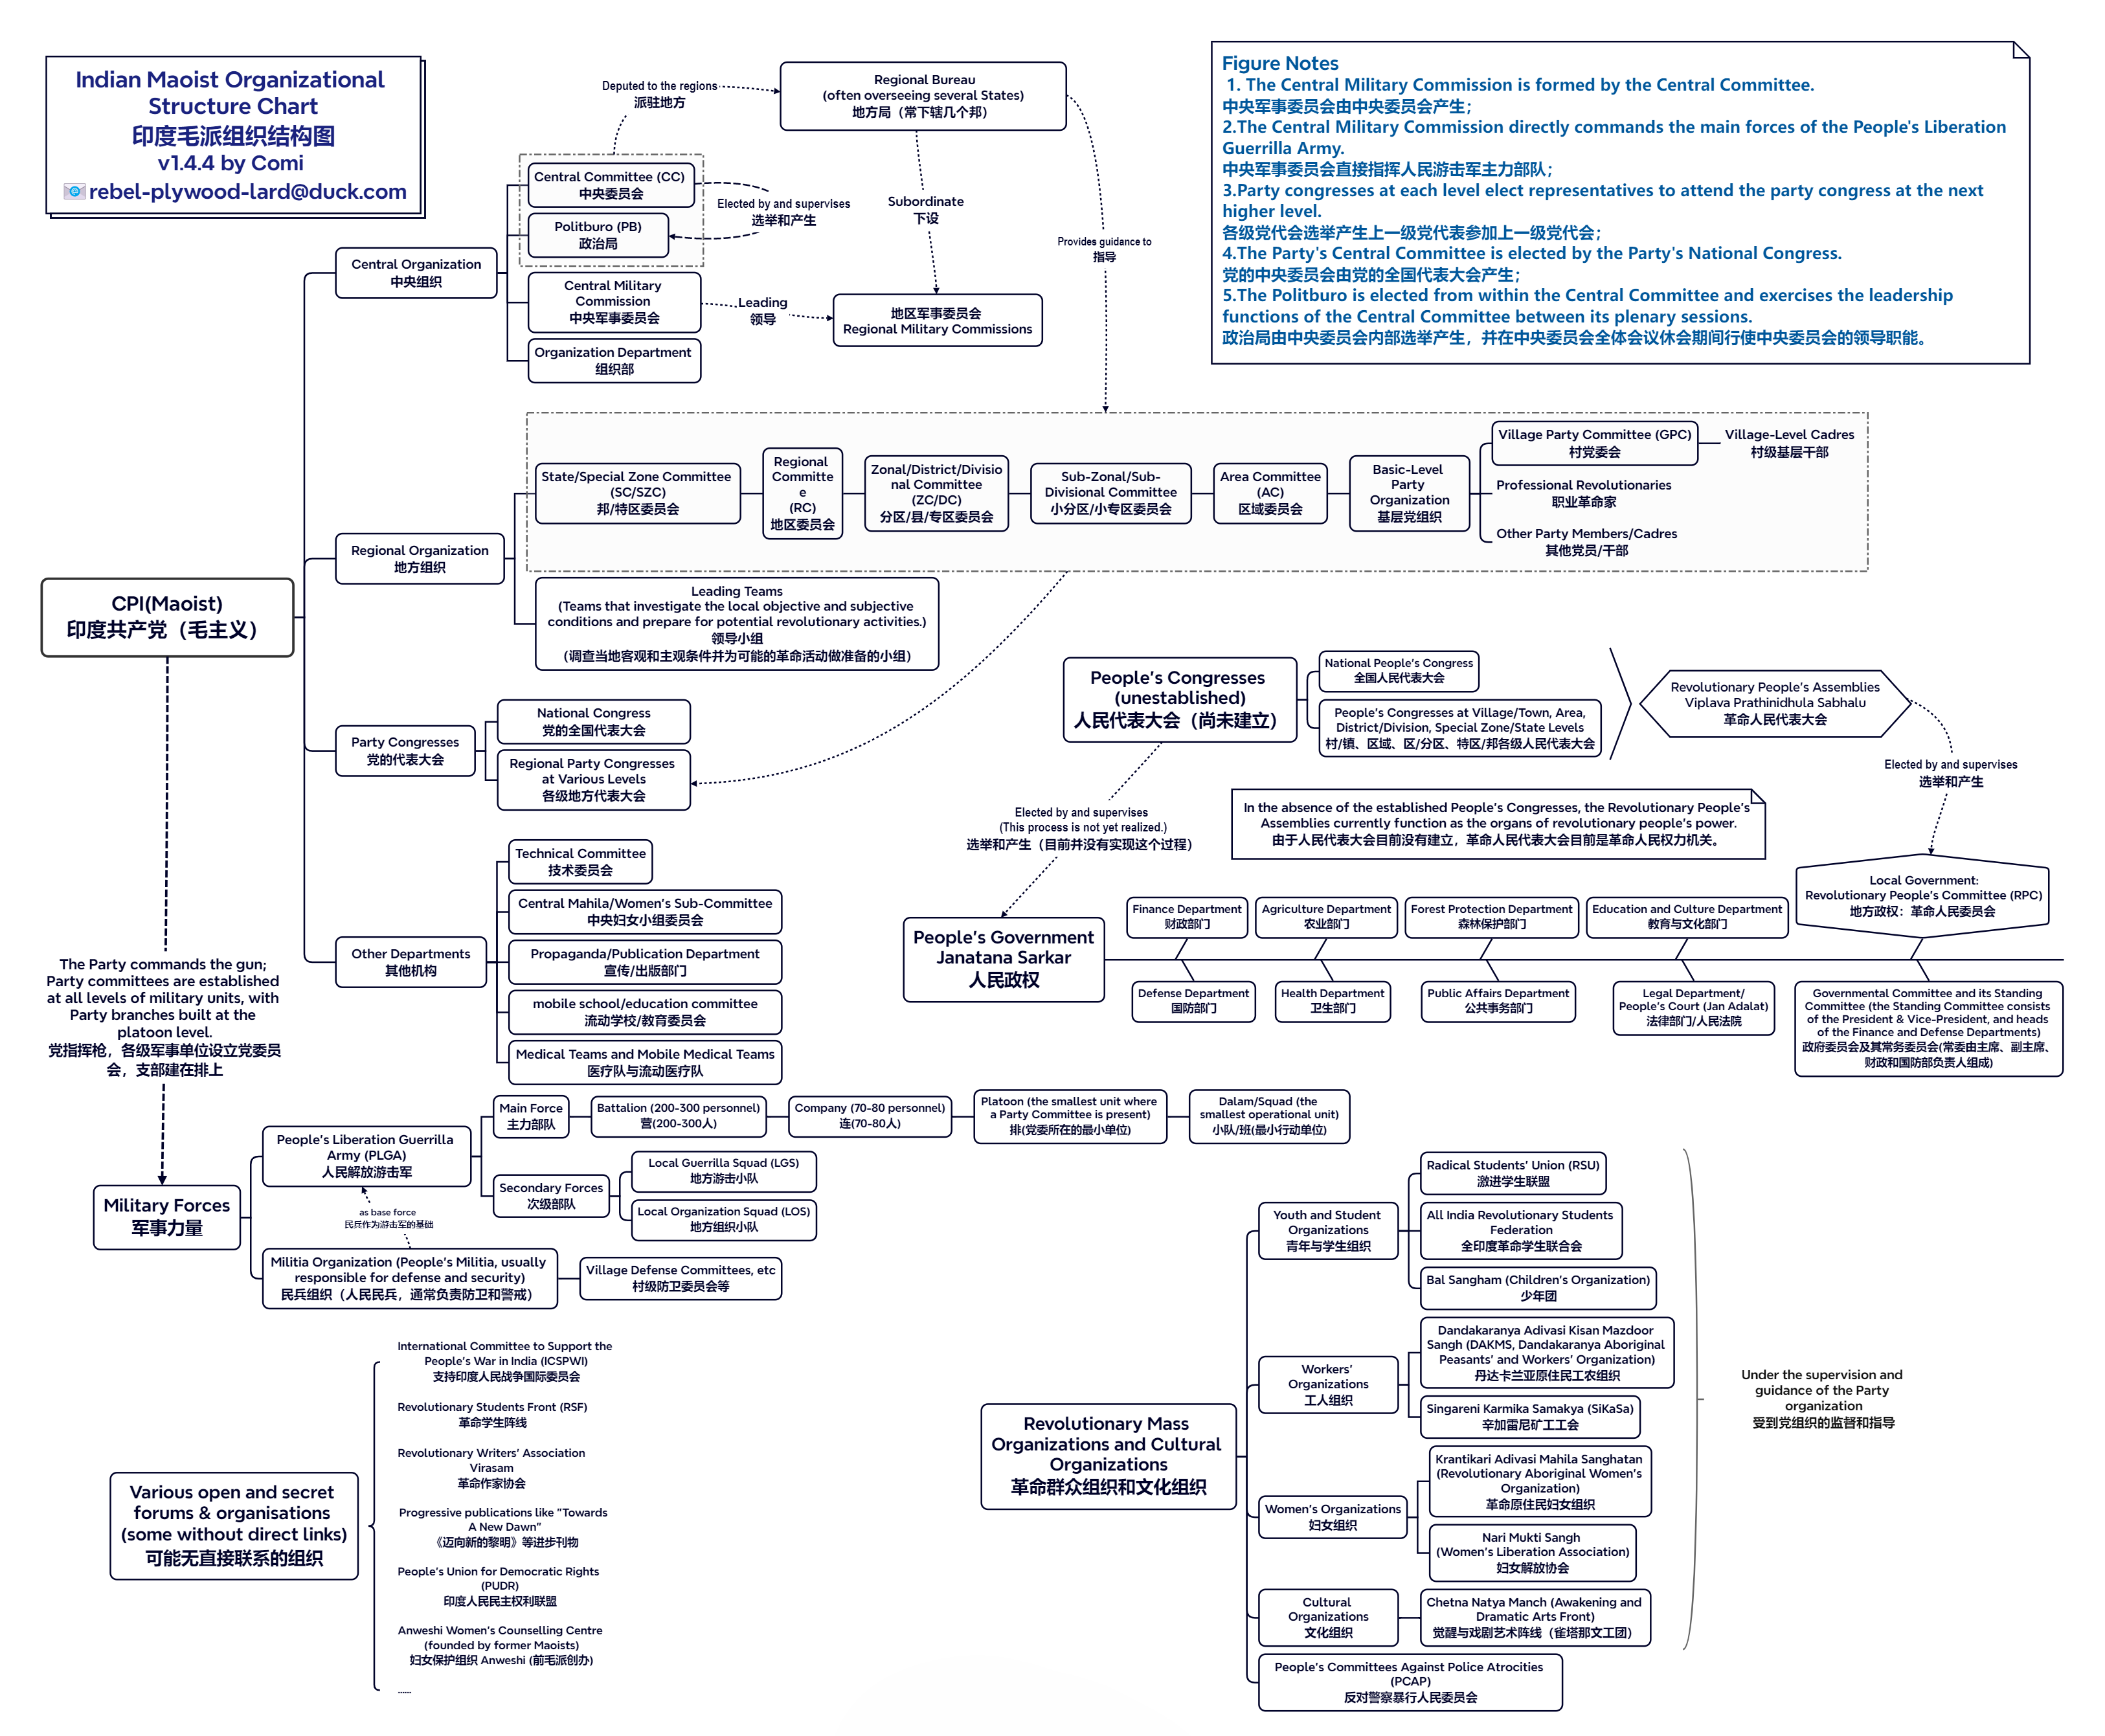 Indian Maoist Organizational
Structure Chart
印度毛派组织结构图
v1.4.4 by Comi
rebel-plywood-lard@duck.com
Deputed to the regions
派驻地方
Regional Bureau
(often overseeing several States)
地方局（常下辖几个邦）
Figure Notes
1. The Central Military Commission is formed by the Central Committee.
中央军事委员会由中央委员会产生；
2.The Central Military Commission directly commands the main forces of the People's Liberation
Guerrilla Army.
中央军事委员会直接指挥人民游击军主力部队；
3.Party congresses at each level elect representatives to attend the party congress at the next
higher level.
各级党代会选举产生上一级党代表参加上一级党代会；
4.The Party's Central Committee is elected by the Party's National Congress.
党的中央委员会由党的全国代表大会产生；
5.The Politburo is elected from within the Central Committee and exercises the leadership
functions of the Central Committee between its plenary sessions.
政治局由中央委员会内部选举产生，并在中央委员会全体会议休会期间行使中央委员会的领导职能。
Central Organization
中央组织
Central Committee (CC)
中央委员会
Politburo (PB)
政治局
Elected by and supervises
选举和产生
Central Military
Commission
中央军事委员会
Organization Department
组织部
Leading
领导
Subordinate
下设
地区军事委员会
Regional Military Commissions
Provides guidance to
指导
CPI(Maoist)
印度共产党（毛主义）
Regional Organization
地方组织
State/Special Zone Committee
(SC/SZC)
邦/特区委员会
Regional
Committe
e
(RC)
地区委员会
Zonal/District/Divisio
nal Committee
(ZC/DC)
分区/县/专区委员会
Sub-Zonal/Sub-
Divisional Committee
小分区/小专区委员会
Area Committee
(AC)
区域委员会
Basic-Level
Party
Organization
基层党组织
Village Party Committee (GPC)
村党委会
Village-Level Cadres
村级基层干部
Professional Revolutionaries
职业革命家
Other Party Members/Cadres
其他党员/干部
Leading Teams
(Teams that investigate the local objective and subjective
conditions and prepare for potential revolutionary activities.)
领导小组
（调查当地客观和主观条件并为可能的革命活动做准备的小组）
Party Congresses
党的代表大会
National Congress
党的全国代表大会
Regional Party Congresses
at Various Levels
各级地方代表大会
Other Departments
其他机构
Technical Committee
技术委员会
Central Mahila/Women's Sub-Committee
中央妇女小组委员会
Propaganda/Publication Department
宣传/出版部门
mobile school/education committee
流动学校/教育委员会
Medical Teams and Mobile Medical Teams
医疗队与流动医疗队
People's Congresses
(unestablished)
人民代表大会（尚未建立）
National People's Congress
全国人民代表大会
People's Congresses at Village/Town, Area,
District/Division, Special Zone/State Levels
村/镇、区域、区/分区、特区/邦各级人民代表大会
Revolutionary People's Assemblies
Viplava Prathinidhula Sabhalu
革命人民代表大会
Elected by and supervises
选举和产生
Elected by and supervises
(This process is not yet realized.)
选举和产生（目前并没有实现这个过程）
In the absence of the established People's Congresses, the Revolutionary People's
Assemblies currently function as the organs of revolutionary people's power.
由于人民代表大会目前没有建立，革命人民代表大会目前是革命人民权力机关。
People's Government
Janatana Sarkar
人民政权
Finance Department
财政部门
Agriculture Department
农业部门
Forest Protection Department
森林保护部门
Education and Culture Department
教育与文化部门
Local Government:
Revolutionary People's Committee (RPC)
地方政权：革命人民委员会
Defense Department
国防部门
Health Department
卫生部门
Public Affairs Department
公共事务部门
Legal Department/
People's Court (Jan Adalat)
法律部门/人民法院
Governmental Committee and its Standing
Committee (the Standing Committee consists
of the President & Vice-President, and heads
of the Finance and Defense Departments)
政府委员会及其常务委员会(常委由主席、副主席、
财政和国防部负责人组成)
The Party commands the gun;
Party committees are established
at all levels of military units, with
Party branches built at the
platoon level.
党指挥枪，各级军事单位设立党委员
会，支部建在排上
Military Forces
军事力量
People's Liberation Guerrilla
Army (PLGA)
人民解放游击军
as base force
民兵作为游击军的基础
Militia Organization (People's Militia, usually
responsible for defense and security)
民兵组织（人民民兵，通常负责防卫和警戒）
Village Defense Committees, etc
村级防卫委员会等
Main Force
主力部队
Battalion (200-300 personnel)
营(200-300人)
Company (70-80 personnel)
连(70-80人)
Platoon (the smallest unit where
a Party Committee is present)
排(党委所在的最小单位)
Dalam/Squad (the
smallest operational unit)
小队/班(最小行动单位)
Secondary Forces
次级部队
Local Guerrilla Squad (LGS)
地方游击小队
Local Organization Squad (LOS)
地方组织小队
Various open and secret
forums & organisations
(some without direct links)
可能无直接联系的组织
International Committee to Support the
People's War in India (ICSPWI)
支持印度人民战争国际委员会
Revolutionary Students Front (RSF)
革命学生阵线
Revolutionary Writers' Association
Virasam
革命作家协会
Progressive publications like "Towards
A New Dawn"
《迈向新的黎明》等进步刊物
People's Union for Democratic Rights
(PUDR)
印度人民民主权利联盟
Anweshi Women's Counselling Centre
(founded by former Maoists)
妇女保护组织 Anweshi (前毛派创办)
......
Revolutionary Mass
Organizations and Cultural
Organizations
革命群众组织和文化组织
Youth and Student
Organizations
青年与学生组织
Radical Students' Union (RSU)
激进学生联盟
All India Revolutionary Students
Federation
全印度革命学生联合会
Bal Sangham (Children's Organization)
少年团
Workers'
Organizations
工人组织
Dandakaranya Adivasi Kisan Mazdoor
Sangh (DAKMS, Dandakaranya Aboriginal
Peasants' and Workers' Organization)
丹达卡兰亚原住民工农组织
Singareni Karmika Samakya (SiKaSa)
辛加雷尼矿工工会
Women's Organizations
妇女组织
Krantikari Adivasi Mahila Sanghatan
(Revolutionary Aboriginal Women's
Organization)
革命原住民妇女组织
Nari Mukti Sangh
(Women's Liberation Association)
妇女解放协会
Cultural
Organizations
文化组织
Chetna Natya Manch (Awakening and
Dramatic Arts Front)
觉醒与戏剧艺术阵线（雀塔那文工团）
People's Committees Against Police Atrocities
(PCAP)
反对警察暴行人民委员会
Under the supervision and
guidance of the Party
organization
受到党组织的监督和指导